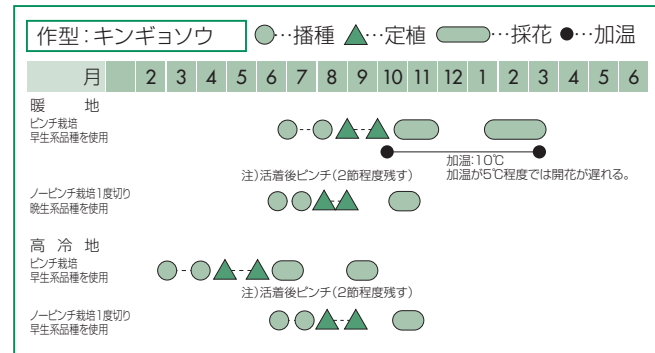 作型:キンギョソウ ●…播種 ▲…定植 …採花 ●…加温
月 2 3 4 5 6 7 8 9 10 11 12 1 2 3 4 5 6
暖地
ピンチ栽培
早生系品種を使用
加温:10℃
加温が5℃程度では開花が遅れる。
注)活着後ピンチ(2節程度残す)
ノーピンチ栽培1度切り
晩生系品種を使用
高冷地
ピンチ栽培
早生系品種を使用
注)活着後ピンチ(2節程度残す)
ノーピンチ栽培1度切り
早生系品種を使用